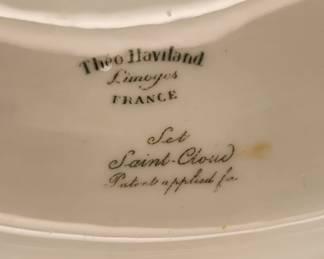 Théo Haviland
Limoges
FRANCE
Set
Saint-Cloud
Patent applied for